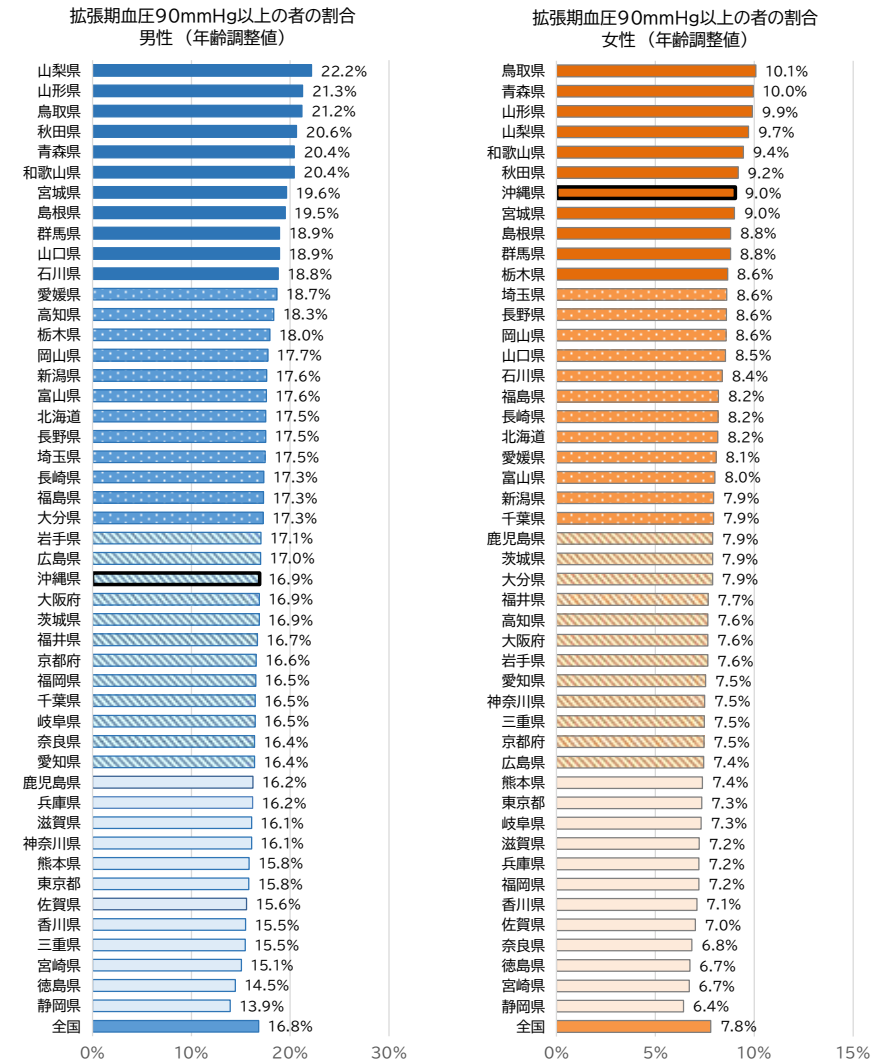 拡張期血圧90mmHg以上の者の割合
男性 （年齢調整値）
山梨県 22.2%
山形県 21.3%
鳥取県 21.2%
秋田県 20.6%
青森県 20.4%
和歌山県 20.4%
宮城県 19.6%
島根県 19.5%
群馬県 18.9%
山口県 18.9%
石川県 18.8%
愛媛県 18.7%
高知県 18.3%
栃木県 18.0%
岡山県 17.7%
新潟県 17.6%
富山県 17.6%
北海道 17.5%
長野県 17.5%
埼玉県 17.5%
長崎県 17.3%
福島県 17.3%
大分県 17.3%
岩手県 17.1%
広島県 17.0%
沖縄県 16.9%
大阪府 16.9%
茨城県 16.9%
福井県 16.7%
京都府 16.6%
福岡県 16.5%
千葉県 16.5%
岐阜県 16.5%
奈良県 16.4%
愛知県 16.4%
鹿児島県 16.2%
兵庫県 16.2%
滋賀県 16.1%
神奈川県 16.1%
熊本県 15.8%
東京都 15.8%
佐賀県 15.6%
香川県 15.5%
三重県 15.5%
宮崎県 15.1%
徳島県 14.5%
静岡県 13.9%
全国 16.8%
0% 10% 20% 30%
拡張期血圧90mmHg以上の者の割合
女性 （年齢調整値）
鳥取県 10.1%
青森県 10.0%
山形県 9.9%
山梨県 9.7%
和歌山県 9.4%
秋田県 9.2%
沖縄県 9.0%
宮城県 9.0%
島根県 8.8%
群馬県 8.8%
栃木県 8.6%
埼玉県 8.6%
長野県 8.6%
岡山県 8.6%
山口県 8.5%
石川県 8.4%
福島県 8.2%
長崎県 8.2%
北海道 8.2%
愛媛県 8.1%
富山県 8.0%
新潟県 7.9%
千葉県 7.9%
鹿児島県 7.9%
茨城県 7.9%
大分県 7.9%
福井県 7.7%
高知県 7.6%
大阪府 7.6%
岩手県 7.6%
愛知県 7.5%
神奈川県 7.5%
三重県 7.5%
京都府 7.5%
広島県 7.4%
熊本県 7.4%
東京都 7.3%
岐阜県 7.3%
滋賀県 7.2%
兵庫県 7.2%
福岡県 7.2%
香川県 7.1%
佐賀県 7.0%
奈良県 6.8%
徳島県 6.7%
宮崎県 6.7%
静岡県 6.4%
全国 7.8%
0% 5% 10% 15%